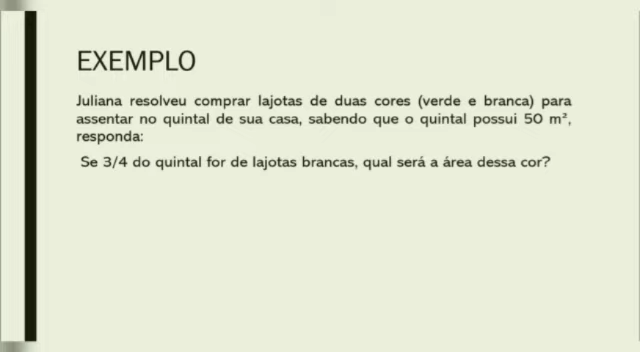 EXEMPLO
Juliana resolveu comprar lajotas de duas cores (verde e branca) para
assentar no quintal de sua casa, sabendo que o quintal possui 50 m²,
responda:
Se 3/4 do quintal for de lajotas brancas, qual será a área dessa cor?